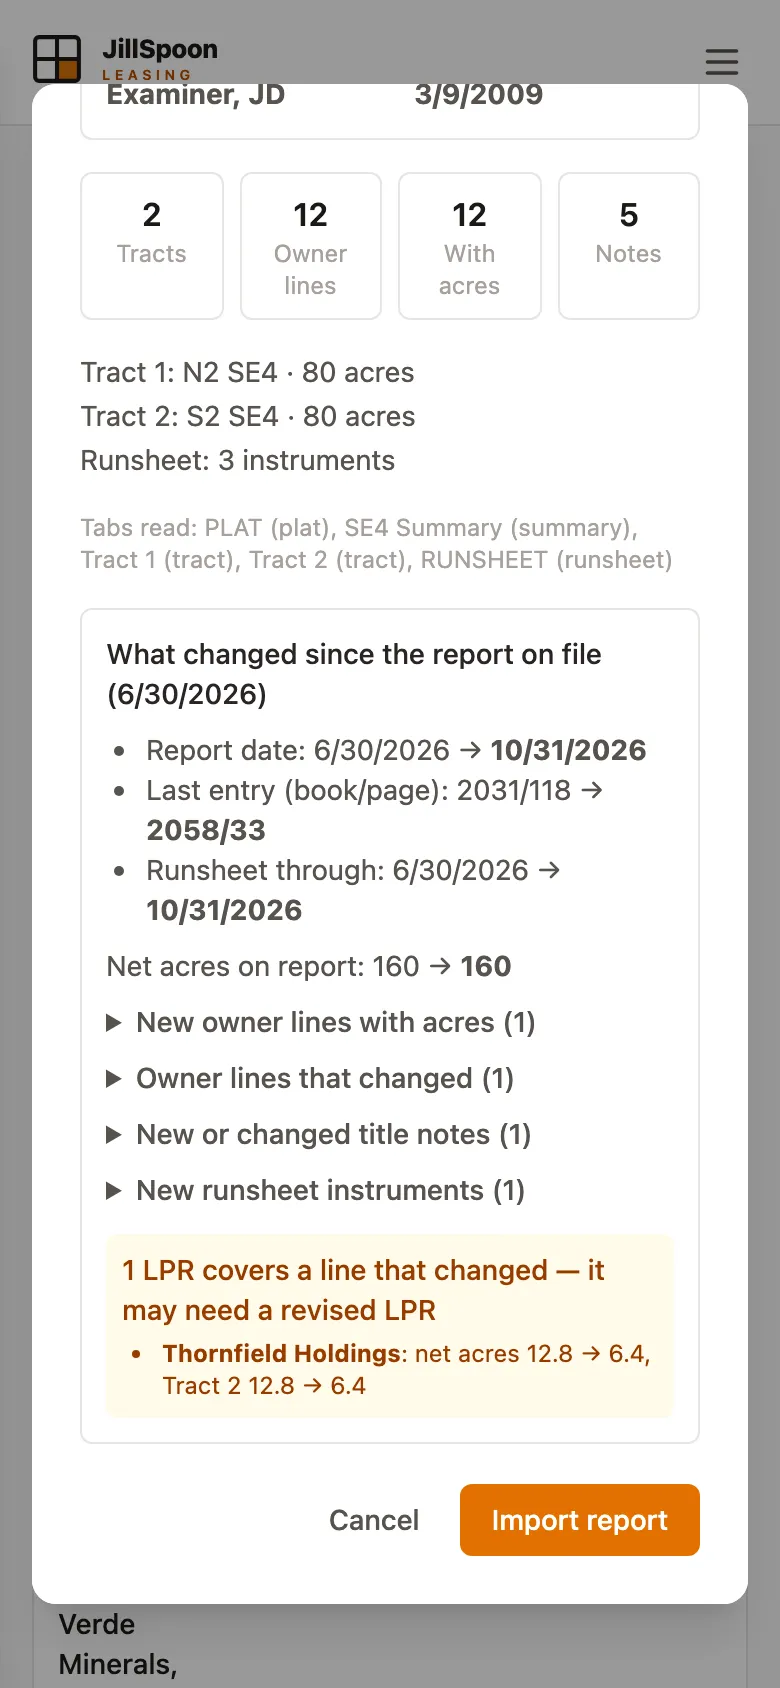 JillSpoon
LEASING
Examiner, JD 3/9/2009
2 12 12 5
Tracts Owner With Notes
lines acres
Tract 1: N2 SE4 · 80 acres
Tract 2: S2 SE4 · 80 acres
Runsheet: 3 instruments
Tabs read: PLAT (plat), SE4 Summary (summary),
Tract 1 (tract), Tract 2 (tract), RUNSHEET (runsheet)
What changed since the report on file
(6/30/2026)
• Report date: 6/30/2026 → 10/31/2026
• Last entry (book/page): 2031/118 →
2058/33
• Runsheet through: 6/30/2026 →
10/31/2026
Net acres on report: 160 → 160
▶ New owner lines with acres (1)
▶ Owner lines that changed (1)
▶ New or changed title notes (1)
▶ New runsheet instruments (1)
1 LPR covers a line that changed — it
may need a revised LPR
• Thornfield Holdings: net acres 12.8 → 6.4,
Tract 2 12.8 → 6.4
Cancel Import report
Verde
Minerals,